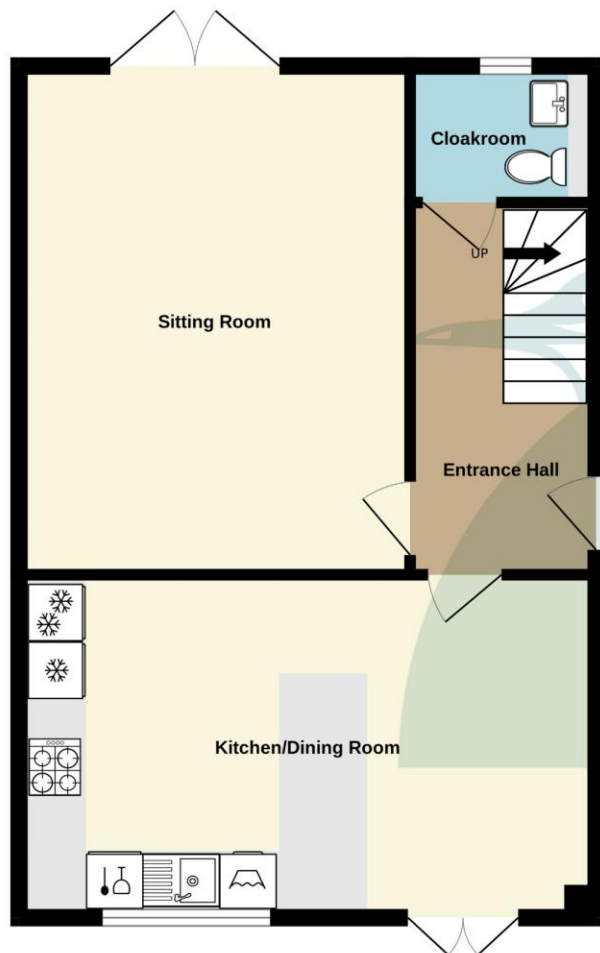 Cloakroom
UP
Sitting Room
Entrance Hall
Kitchen/Dining Room